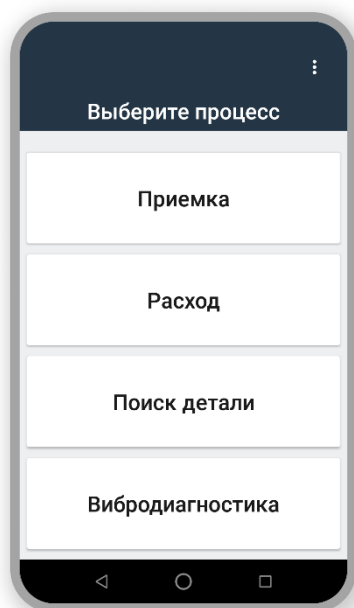 Выберите процесс
Приемка
Расход
Поиск детали
Вибродиагностика